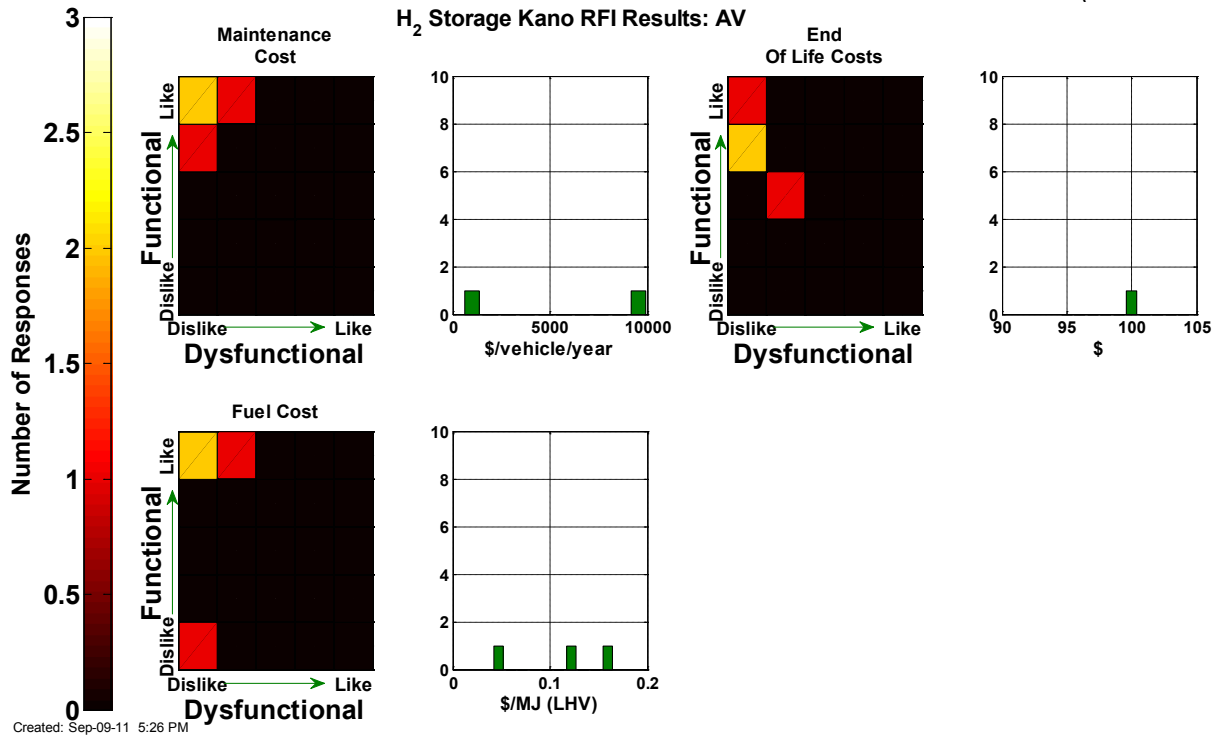 H2 Storage Kano RFI Results: AV
3
2.5
2
1.5
1
0.5
0
Number of Responses
Maintenance
Cost
Like
Functional
Dislike
Dislike
Like
Dysfunctional
10
8
6
4
2
0
0
5000
10000
$/vehicle/year
End
Of Life Costs
Like
Functional
Dislike
Dislike
Like
Dysfunctional
10
8
6
4
2
0
90
95
100
105
$
Fuel Cost
Like
Functional
Dislike
Dislike
Like
Dysfunctional
10
8
6
4
2
0
0
0.1
0.2
$/MJ (LHV)
Created: Sep-09-11 5:26 PM